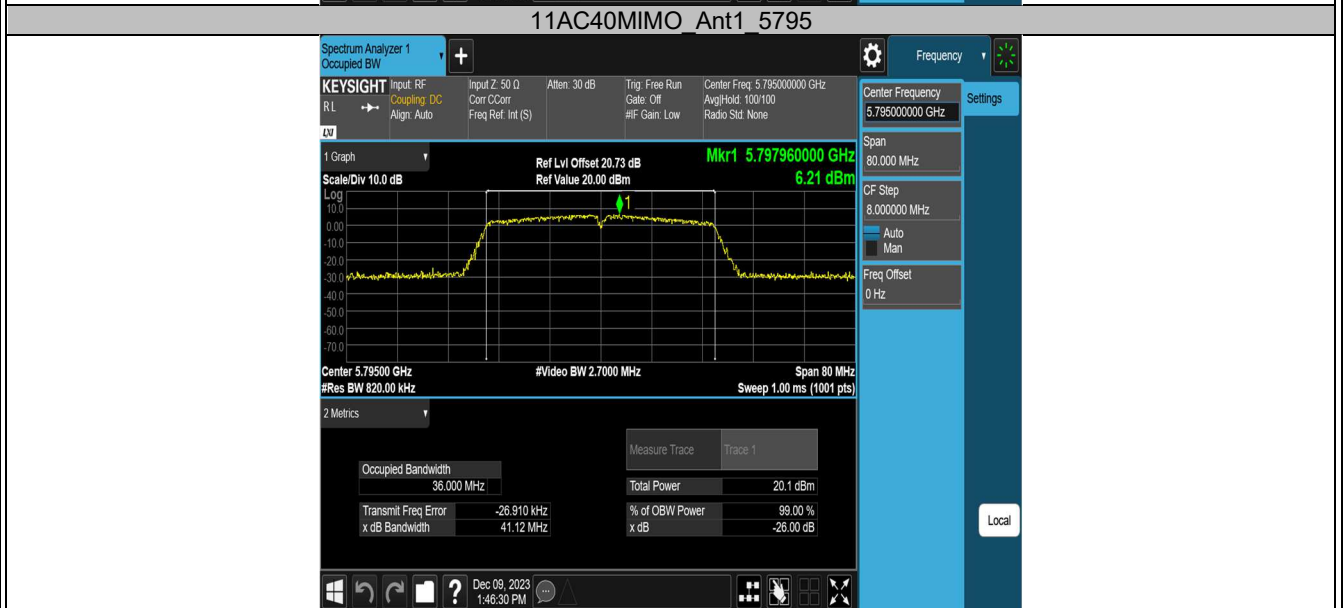 11AC40MIMO_Ant1_5795
Spectrum Analyzer 1
Occupied BW
+
Frequency
KEYSIGHT
RL
LXI
Input: RF
Coupling: DC
Align: Auto
Input Z: 50 Ω
Corr CCorr
Freq Ref: Int (S)
Atten: 30 dB
Trig: Free Run
Gate: Off
#IF Gain: Low
Center Freq: 5.795000000 GHz
Avg|Hold: 100/100
Radio Std: None
Center Frequency
5.795000000 GHz
Settings
Span
80.000 MHz
CF Step
8.000000 MHz
Auto
Man
Freq Offset
0 Hz
Local
1 Graph
Scale/Div 10.0 dB
Ref Lvl Offset 20.73 dB
Ref Value 20.00 dBm
Mkr1 5.797960000 GHz
6.21 dBm
Log
10.0
0.00
-10.0
-20.0
-30.0
-40.0
-50.0
-60.0
-70.0
1
Center 5.79500 GHz
#Video BW 2.7000 MHz
Span 80 MHz
#Res BW 820.00 kHz
Sweep 1.00 ms (1001 pts)
2 Metrics
Measure Trace Trace 1
Occupied Bandwidth
36.000 MHz
Total Power 20.1 dBm
Transmit Freq Error -26.910 kHz
% of OBW Power 99.00 %
x dB Bandwidth 41.12 MHz
x dB -26.00 dB
?
Dec 09, 2023
1:46:30 PM